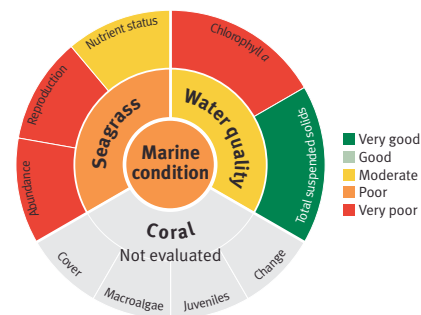 Nutrient status
Chlorophyll a
Reproduction
Total suspended solids
Abundance
Seagrass
Water quality
Marine
condition
Coral
Not evaluated
Cover
Macroalgae
Juveniles
Change
Very good
Good
Moderate
Poor
Very poor